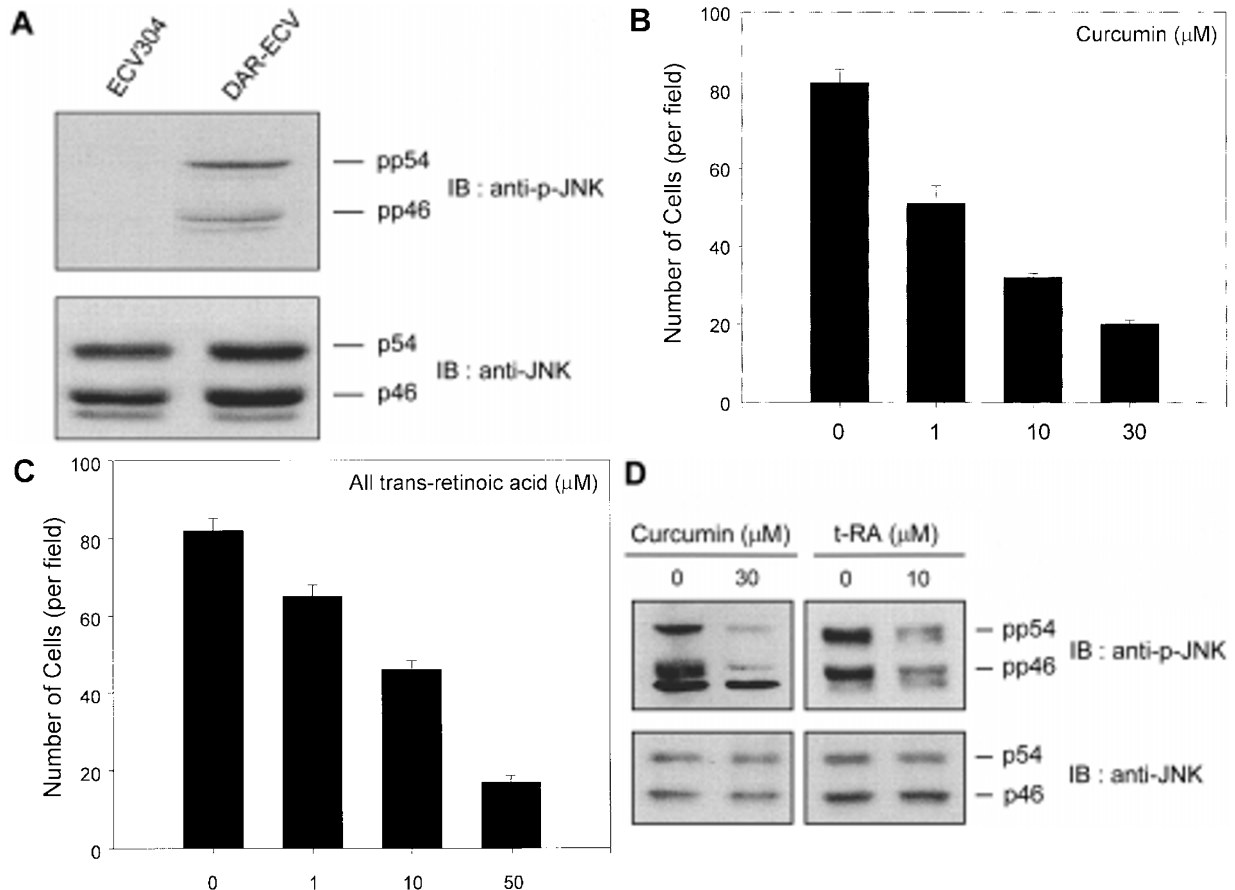 A
ECV304
DAR-ECV
pp54
pp46
IB : anti-p-JNK
p54
p46
IB : anti-JNK
B
Curcumin (μM)
Number of Cells (per field)
100
80
60
40
20
0
0 1 10 30
C
All trans-retinoic acid (μM)
Number of Cells (per field)
100
80
60
40
20
0
0 1 10 50
D
Curcumin (μM) t-RA (μM)
0 30 0 10
pp54
pp46
IB : anti-p-JNK
p54
p46
IB : anti-JNK